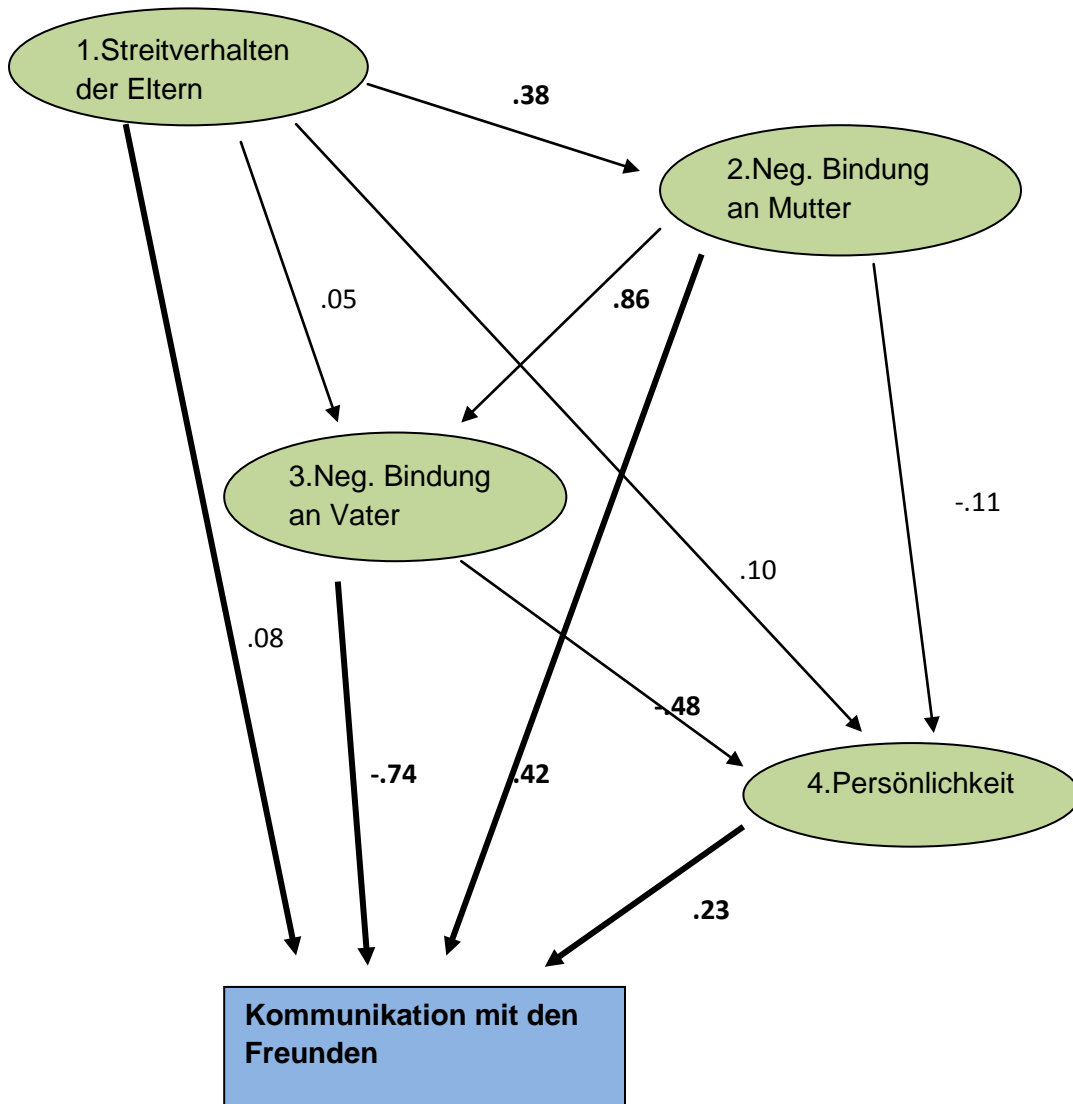 1.Streitverhalten
der Eltern
.38
2.Neg. Bindung
an Mutter
.05
.86
3.Neg. Bindung
an Vater
-.11
.10
.08
-.48
-.74
.42
4.Persönlichkeit
.23
Kommunikation mit den
Freunden